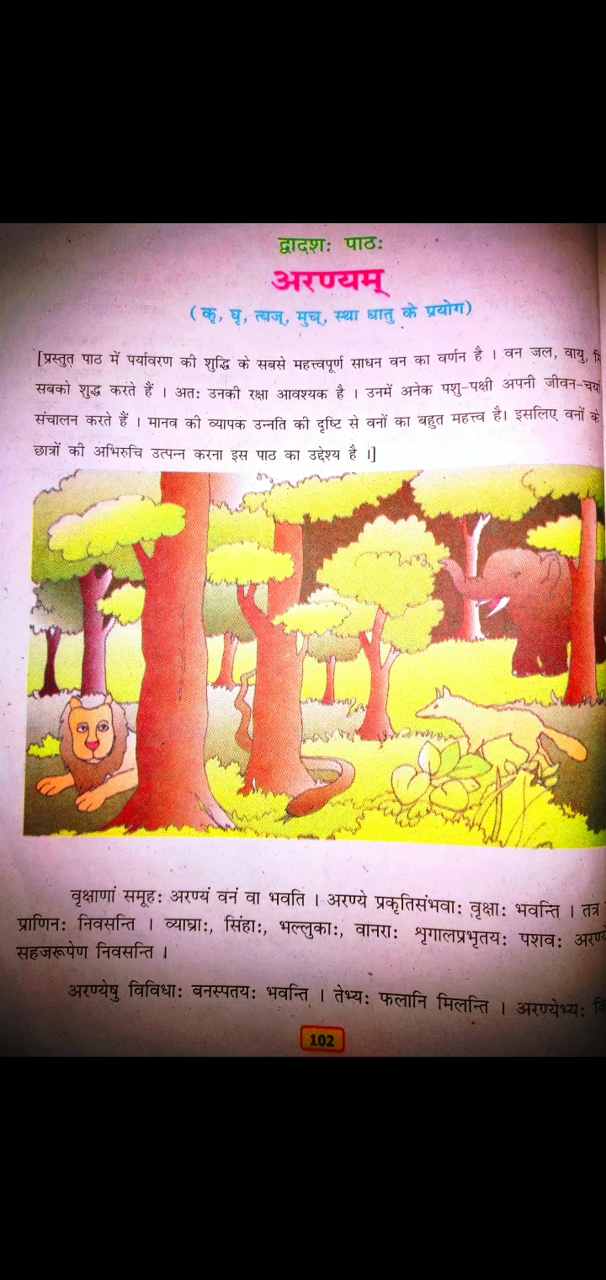 द्वादशः पाठः
अरण्यम्
(कृ, घृ, त्यज्, मुच्, स्था धातु के प्रयोग)
[प्रस्तुत पाठ में पर्यावरण की शुद्धि के सबसे महत्त्वपूर्ण साधन वन का वर्णन है । वन जल, वायु,
सबको शुद्ध करते हैं । अतः उनकी रक्षा आवश्यक है । उनमें अनेक पशु-पक्षी अपनी जीवन-चर्या
संचालन करते हैं । मानव की व्यापक उन्नति की दृष्टि से वनों का बहुत महत्त्व है। इसलिए वनों के
छात्रों की अभिरुचि उत्पन्न करना इस पाठ का उद्देश्य है ।]
वृक्षाणां समूहः अरण्यं वनं वा भवति । अरण्ये प्रकृतिसंभवाः वृक्षाः भवन्ति । तत्र
प्राणिनः निवसन्ति । व्याघ्राः, सिंहाः, भल्लुकाः, वानराः शृगालप्रभृतयः पशवः
सहजरूपेण निवसन्ति ।
अरण्येषु विविधाः वनस्पतयः भवन्ति । तेभ्यः फलानि मिलन्ति । अरण्येभ्यः
102